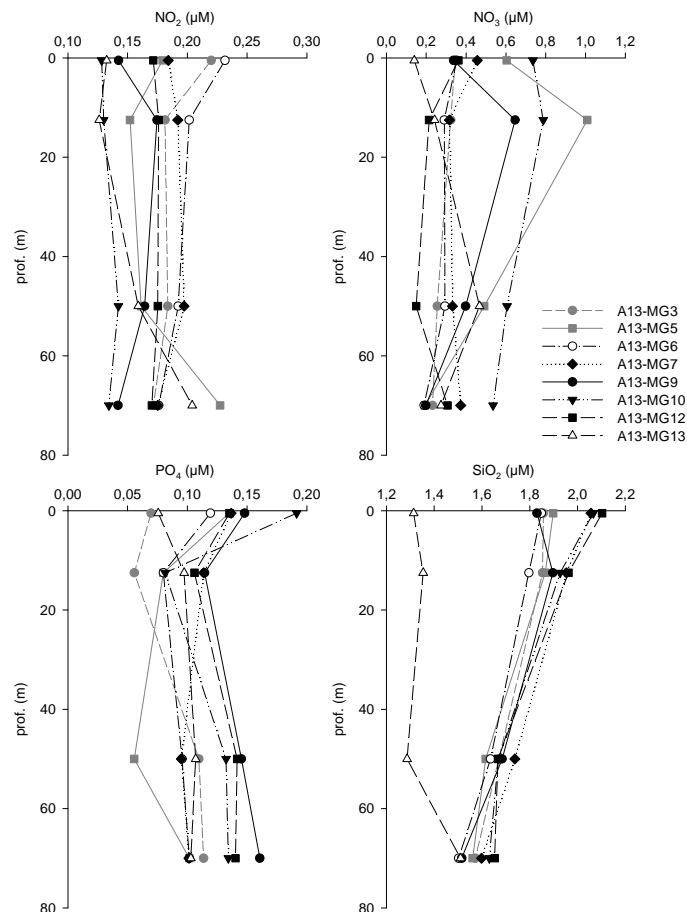 NO2 (µM)
0,10 0,15 0,20 0,25 0,30
NO3 (µM)
0,0 0,2 0,4 0,6 0,8 1,0 1,2
prof. (m)
0
20
40
60
80
prof. (m)
0
20
40
60
80
A13-MG3
A13-MG5
A13-MG6
A13-MG7
A13-MG9
A13-MG10
A13-MG12
A13-MG13
PO4 (µM)
0,00 0,05 0,10 0,15 0,20
SiO2 (µM)
1,2 1,4 1,6 1,8 2,0 2,2
prof. (m)
0
20
40
60
80
prof. (m)
0
20
40
60
80